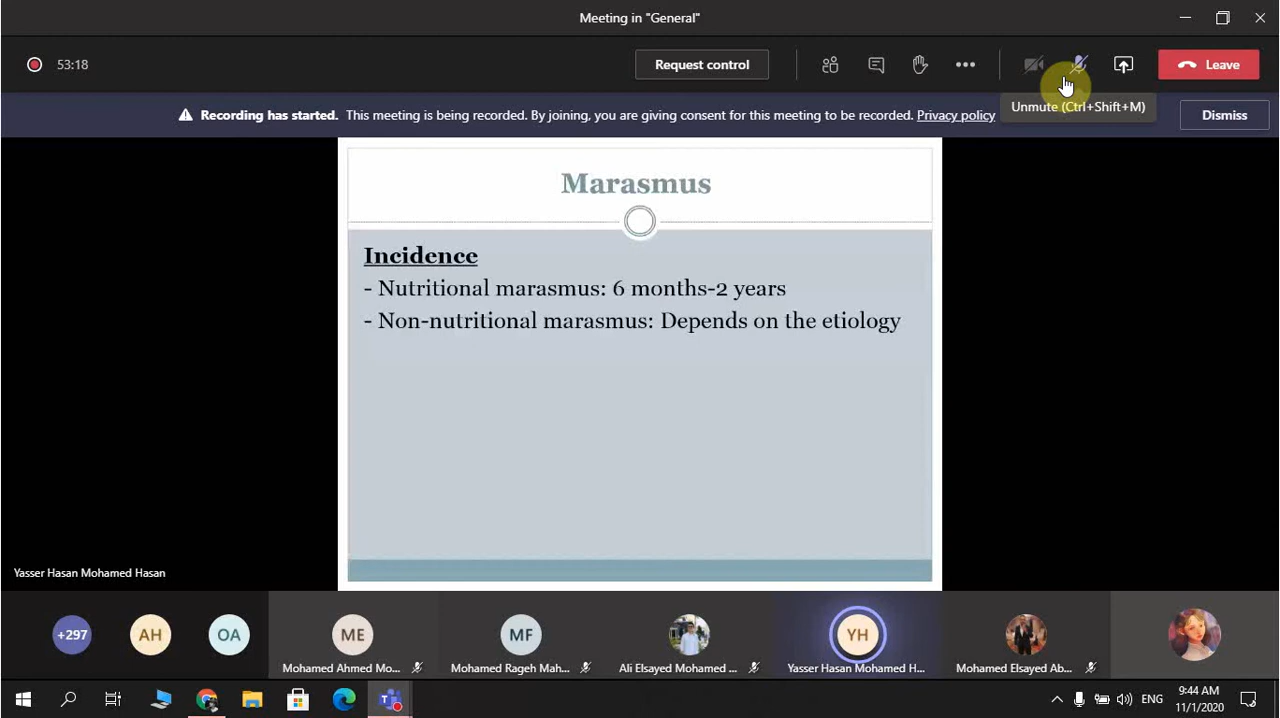 Meeting in "General"
53:18
Request control
Leave
Unmute (Ctrl+Shift+M)
Recording has started. This meeting is being recorded. By joining, you are giving consent for this meeting to be recorded. Privacy policy
Dismiss
Marasmus
Incidence
- Nutritional marasmus: 6 months-2 years
- Non-nutritional marasmus: Depends on the etiology
Yasser Hasan Mohamed Hasan
+297
AH
OA
ME
MF
YH
Mohamed Ahmed Mo...
Mohamed Rageh Mah...
Ali Elsayed Mohamed ...
Yasser Hasan Mohamed H...
Mohamed Elsayed Ab...
ENG
9:44 AM
11/1/2020